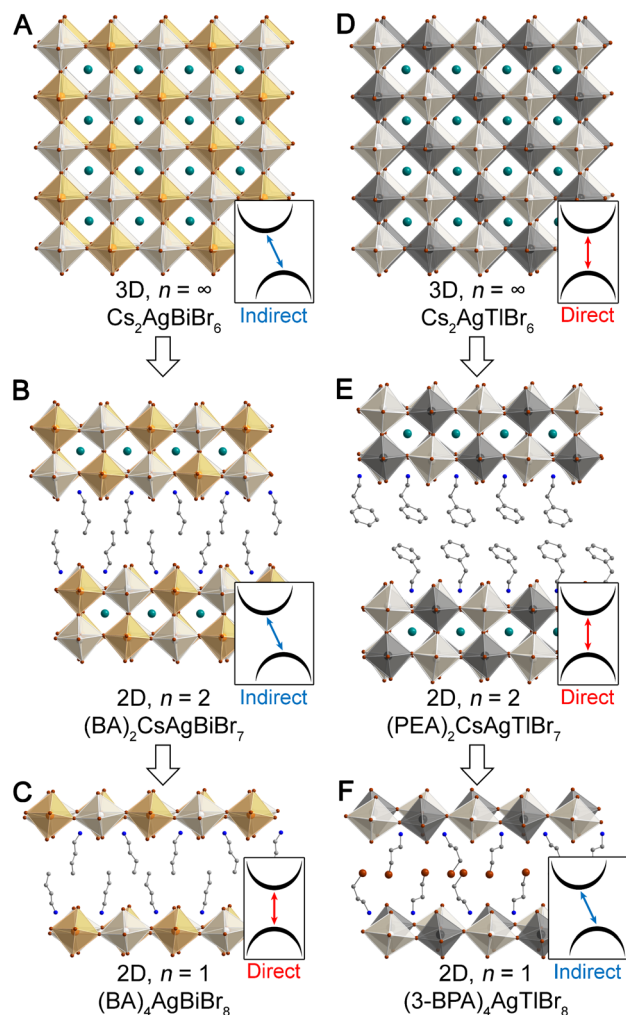 A
3D, n = ∞
Cs₂AgBiBr₆
Indirect
B
2D, n = 2
(BA)₂CsAgBiBr₇
Indirect
C
2D, n = 1
(BA)₄AgBiBr₈
Direct
D
3D, n = ∞
Cs₂AgTlBr₆
Direct
E
2D, n = 2
(PEA)₂CsAgTlBr₇
Direct
F
2D, n = 1
(3-BPA)₄AgTlBr₈
Indirect